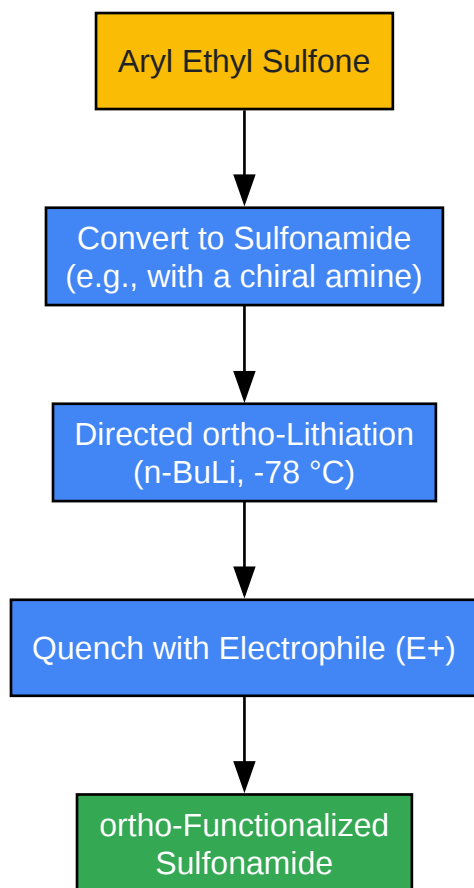 Aryl Ethyl Sulfone
Convert to Sulfonamide
(e.g., with a chiral amine)
Directed ortho-Lithiation
(n-BuLi, -78 °C)
Quench with Electrophile (E+)
ortho-Functionalized
Sulfonamide